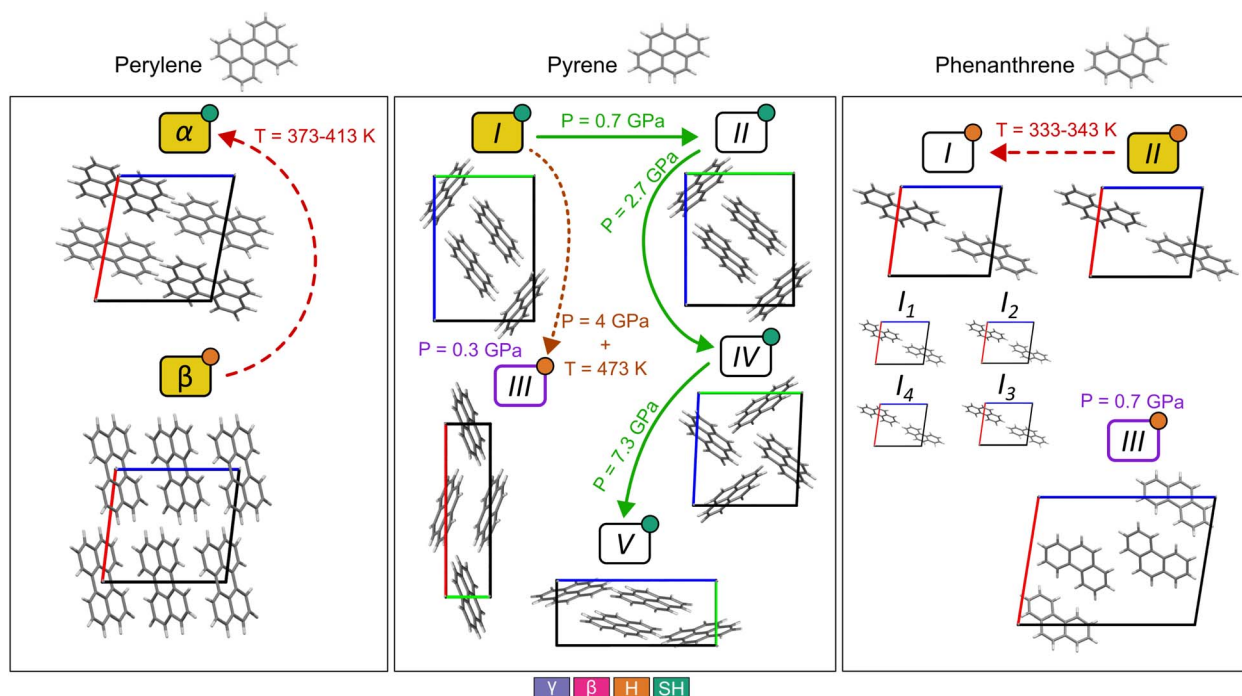 Perylene
Pyrene
Phenanthrene
α
T = 373-413 K
β
I
P = 0.7 GPa
II
P = 2.7 GPa
P = 4 GPa
+
T = 473 K
P = 0.3 GPa
III
IV
P = 7.3 GPa
V
I
T = 333-343 K
II
I1
I2
I4
I3
P = 0.7 GPa
III
γ
β
H
SH